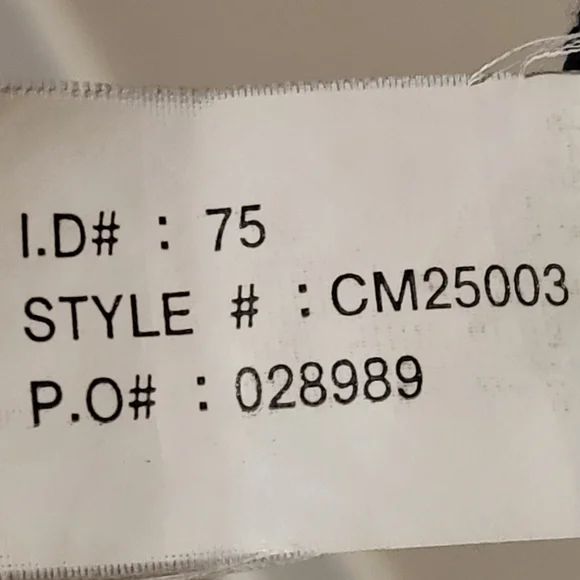 I.D# : 75
STYLE # : CM25003
P.O# : 028989